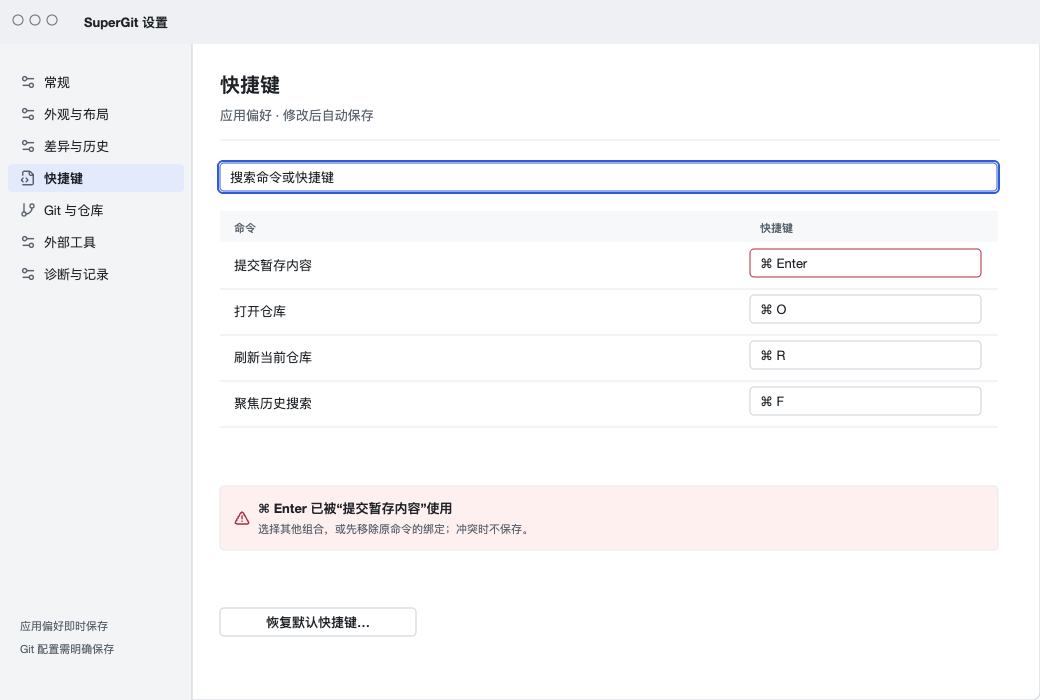 SuperGit 设置
常规
外观与布局
差异与历史
快捷键
Git 与仓库
外部工具
诊断与记录
应用偏好即时保存
Git 配置需明确保存
快捷键
应用偏好 · 修改后自动保存
搜索命令或快捷键
命令 快捷键
提交暂存内容 ⌘ Enter
打开仓库 ⌘ O
刷新当前仓库 ⌘ R
聚焦历史搜索 ⌘ F
⌘ Enter 已被“提交暂存内容”使用
选择其他组合，或先移除原命令的绑定；冲突时不保存。
恢复默认快捷键…